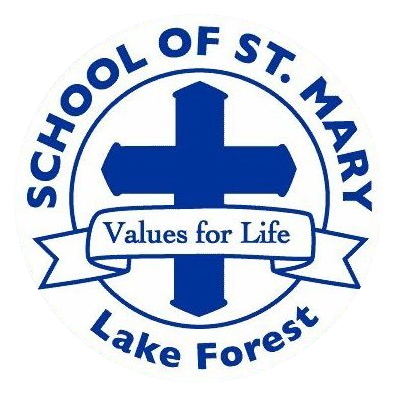 SCHOOL OF ST. MARY
Values for Life
Lake Forest